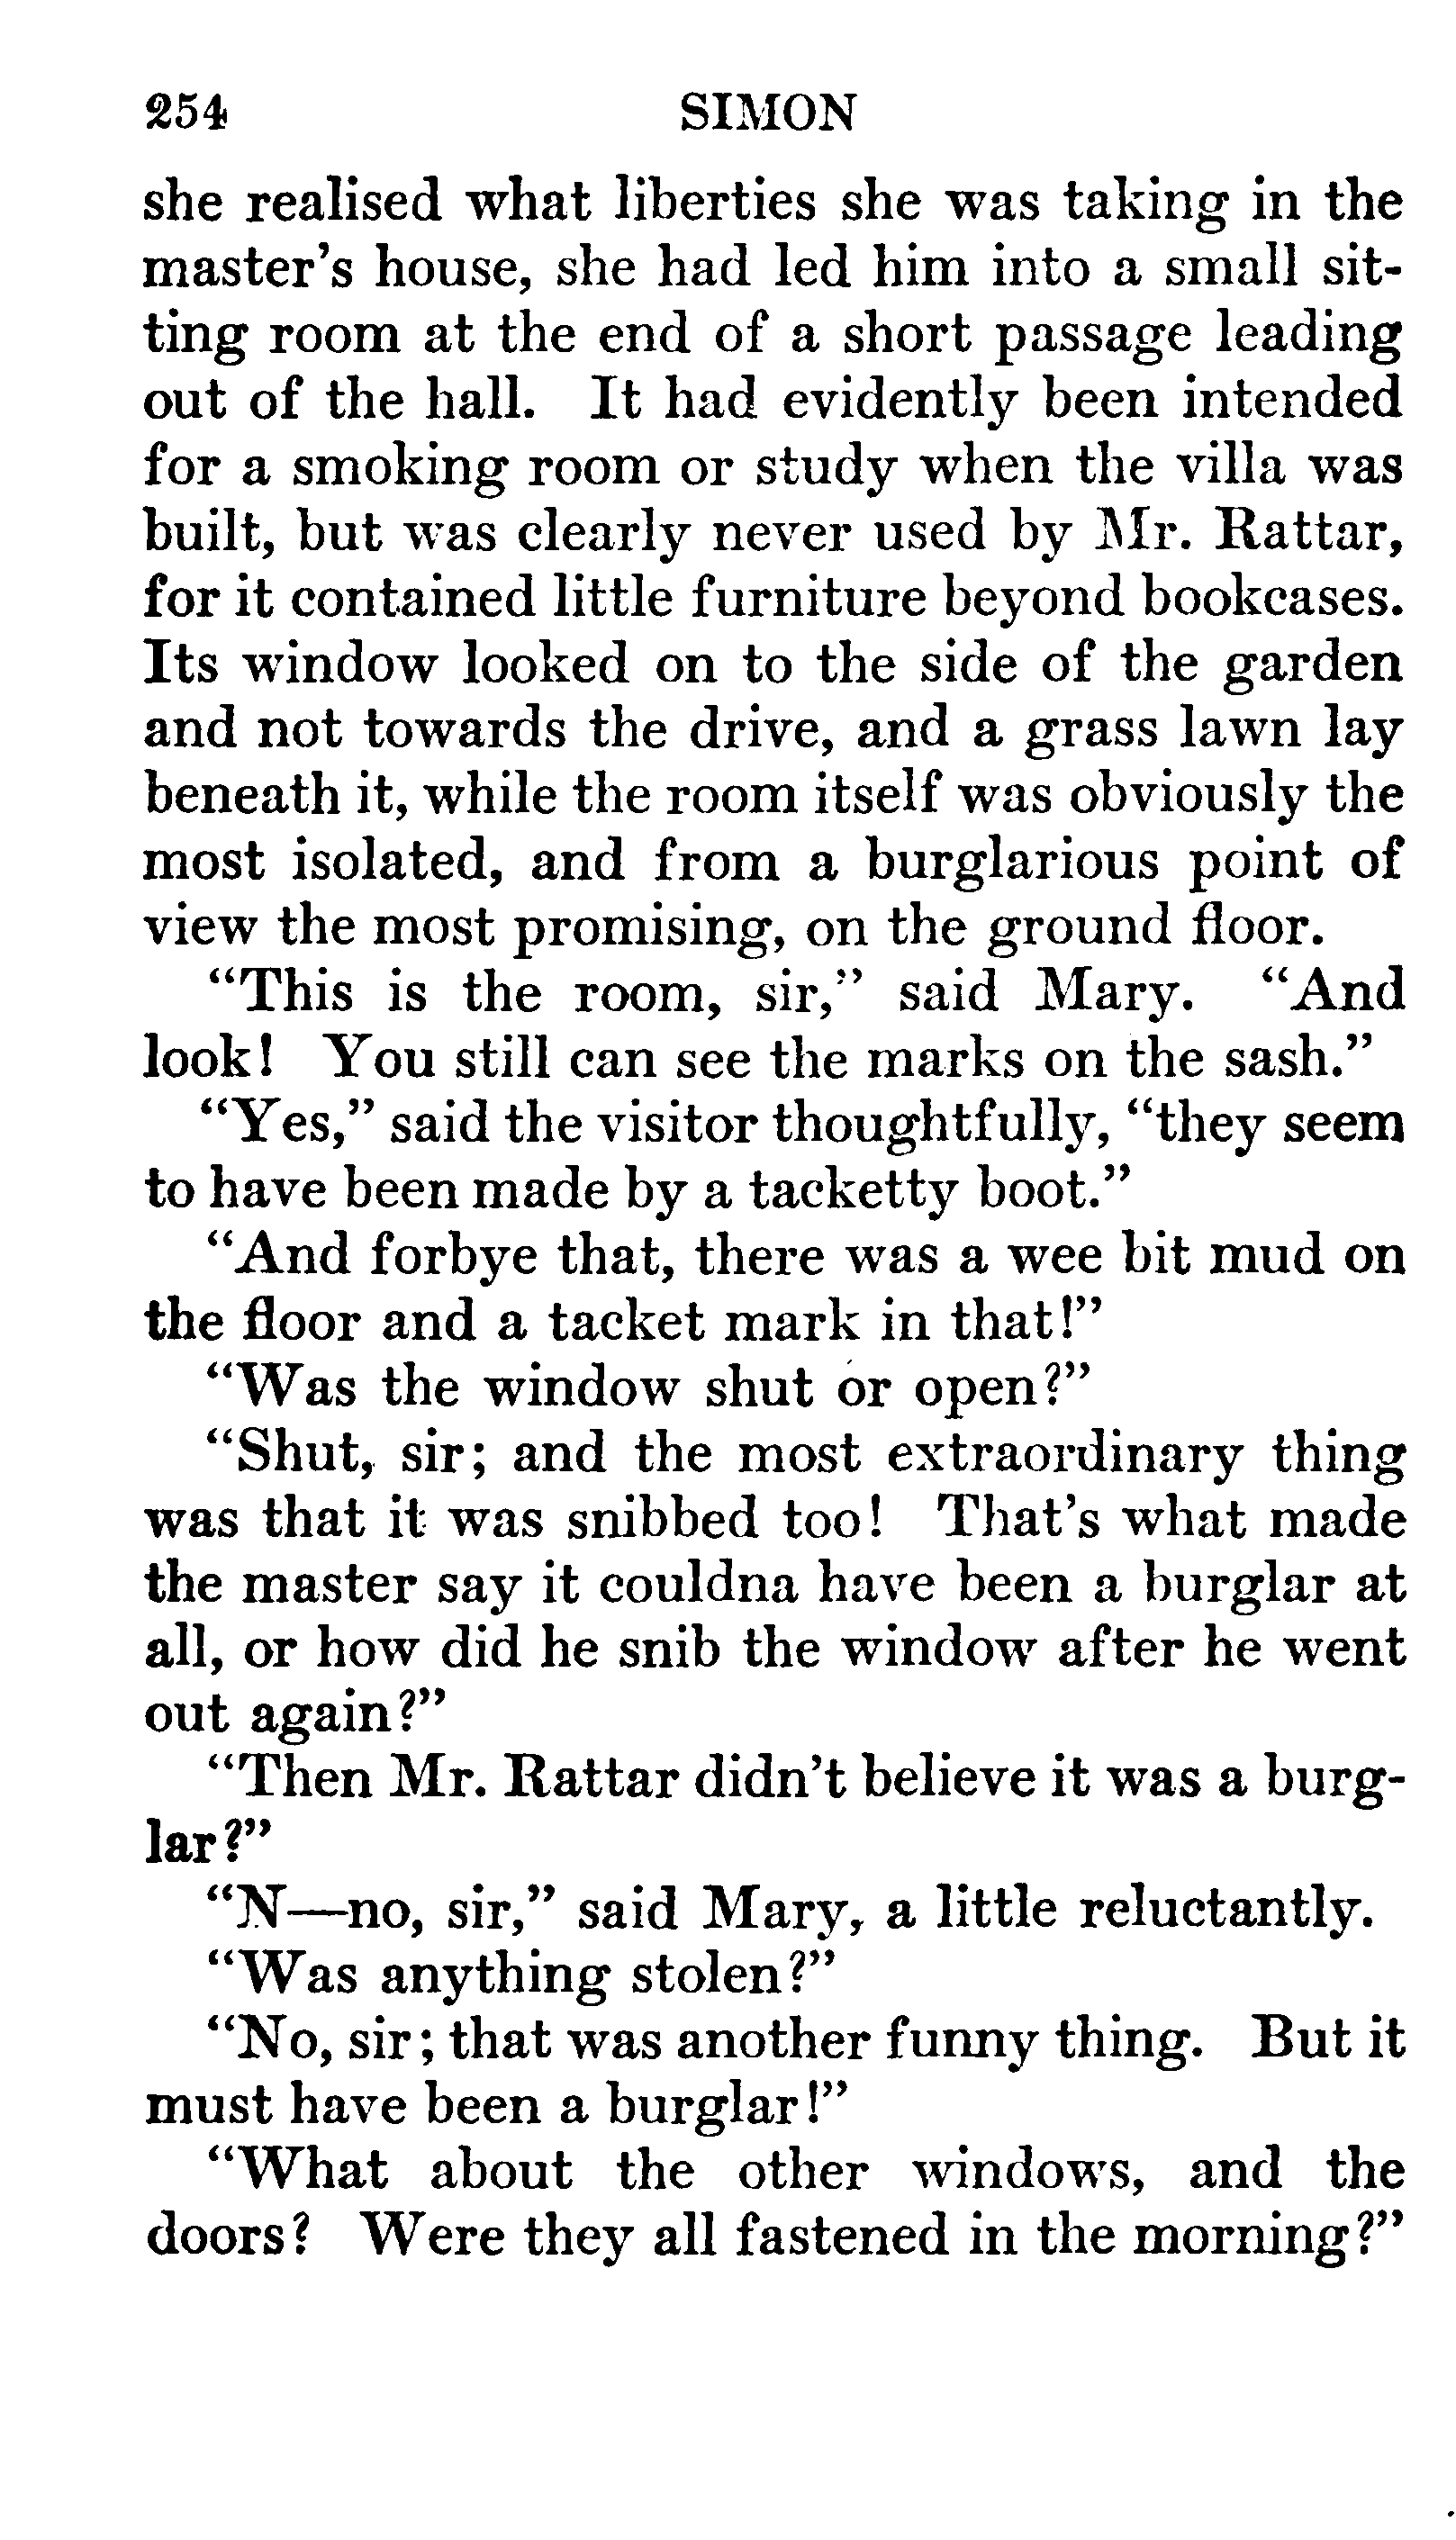 254 SIMON
she realised what liberties she was taking in the
master's house, she had led him into a small sit-
ting room at the end of a short passage leading
out of the hall. It had evidently been intended
for a smoking room or study when the villa was
built, but was clearly never used by Mr. Rattar,
for it contained little furniture beyond bookcases.
Its window looked on to the side of the garden
and not towards the drive, and a grass lawn lay
beneath it, while the room itself was obviously the
most isolated, and from a burglarious point of
view the most promising, on the ground floor.
"This is the room, sir," said Mary. "And
look! You still can see the marks on the sash."
"Yes," said the visitor thoughtfully, "they seem
to have been made by a tacketty boot."
"And forbye that, there was a wee bit mud on
the floor and a tacket mark in that!"
"Was the window shut or open?"
"Shut, sir; and the most extraordinary thing
was that it was snibbed too! That's what made
the master say it couldna have been a burglar at
all, or how did he snib the window after he went
out again?"
"Then Mr. Rattar didn't believe it was a burg-
lar?"
"N—no, sir," said Mary, a little reluctantly.
"Was anything stolen?"
"No, sir; that was another funny thing. But it
must have been a burglar!"
"What about the other windows, and the
doors? Were they all fastened in the morning?"